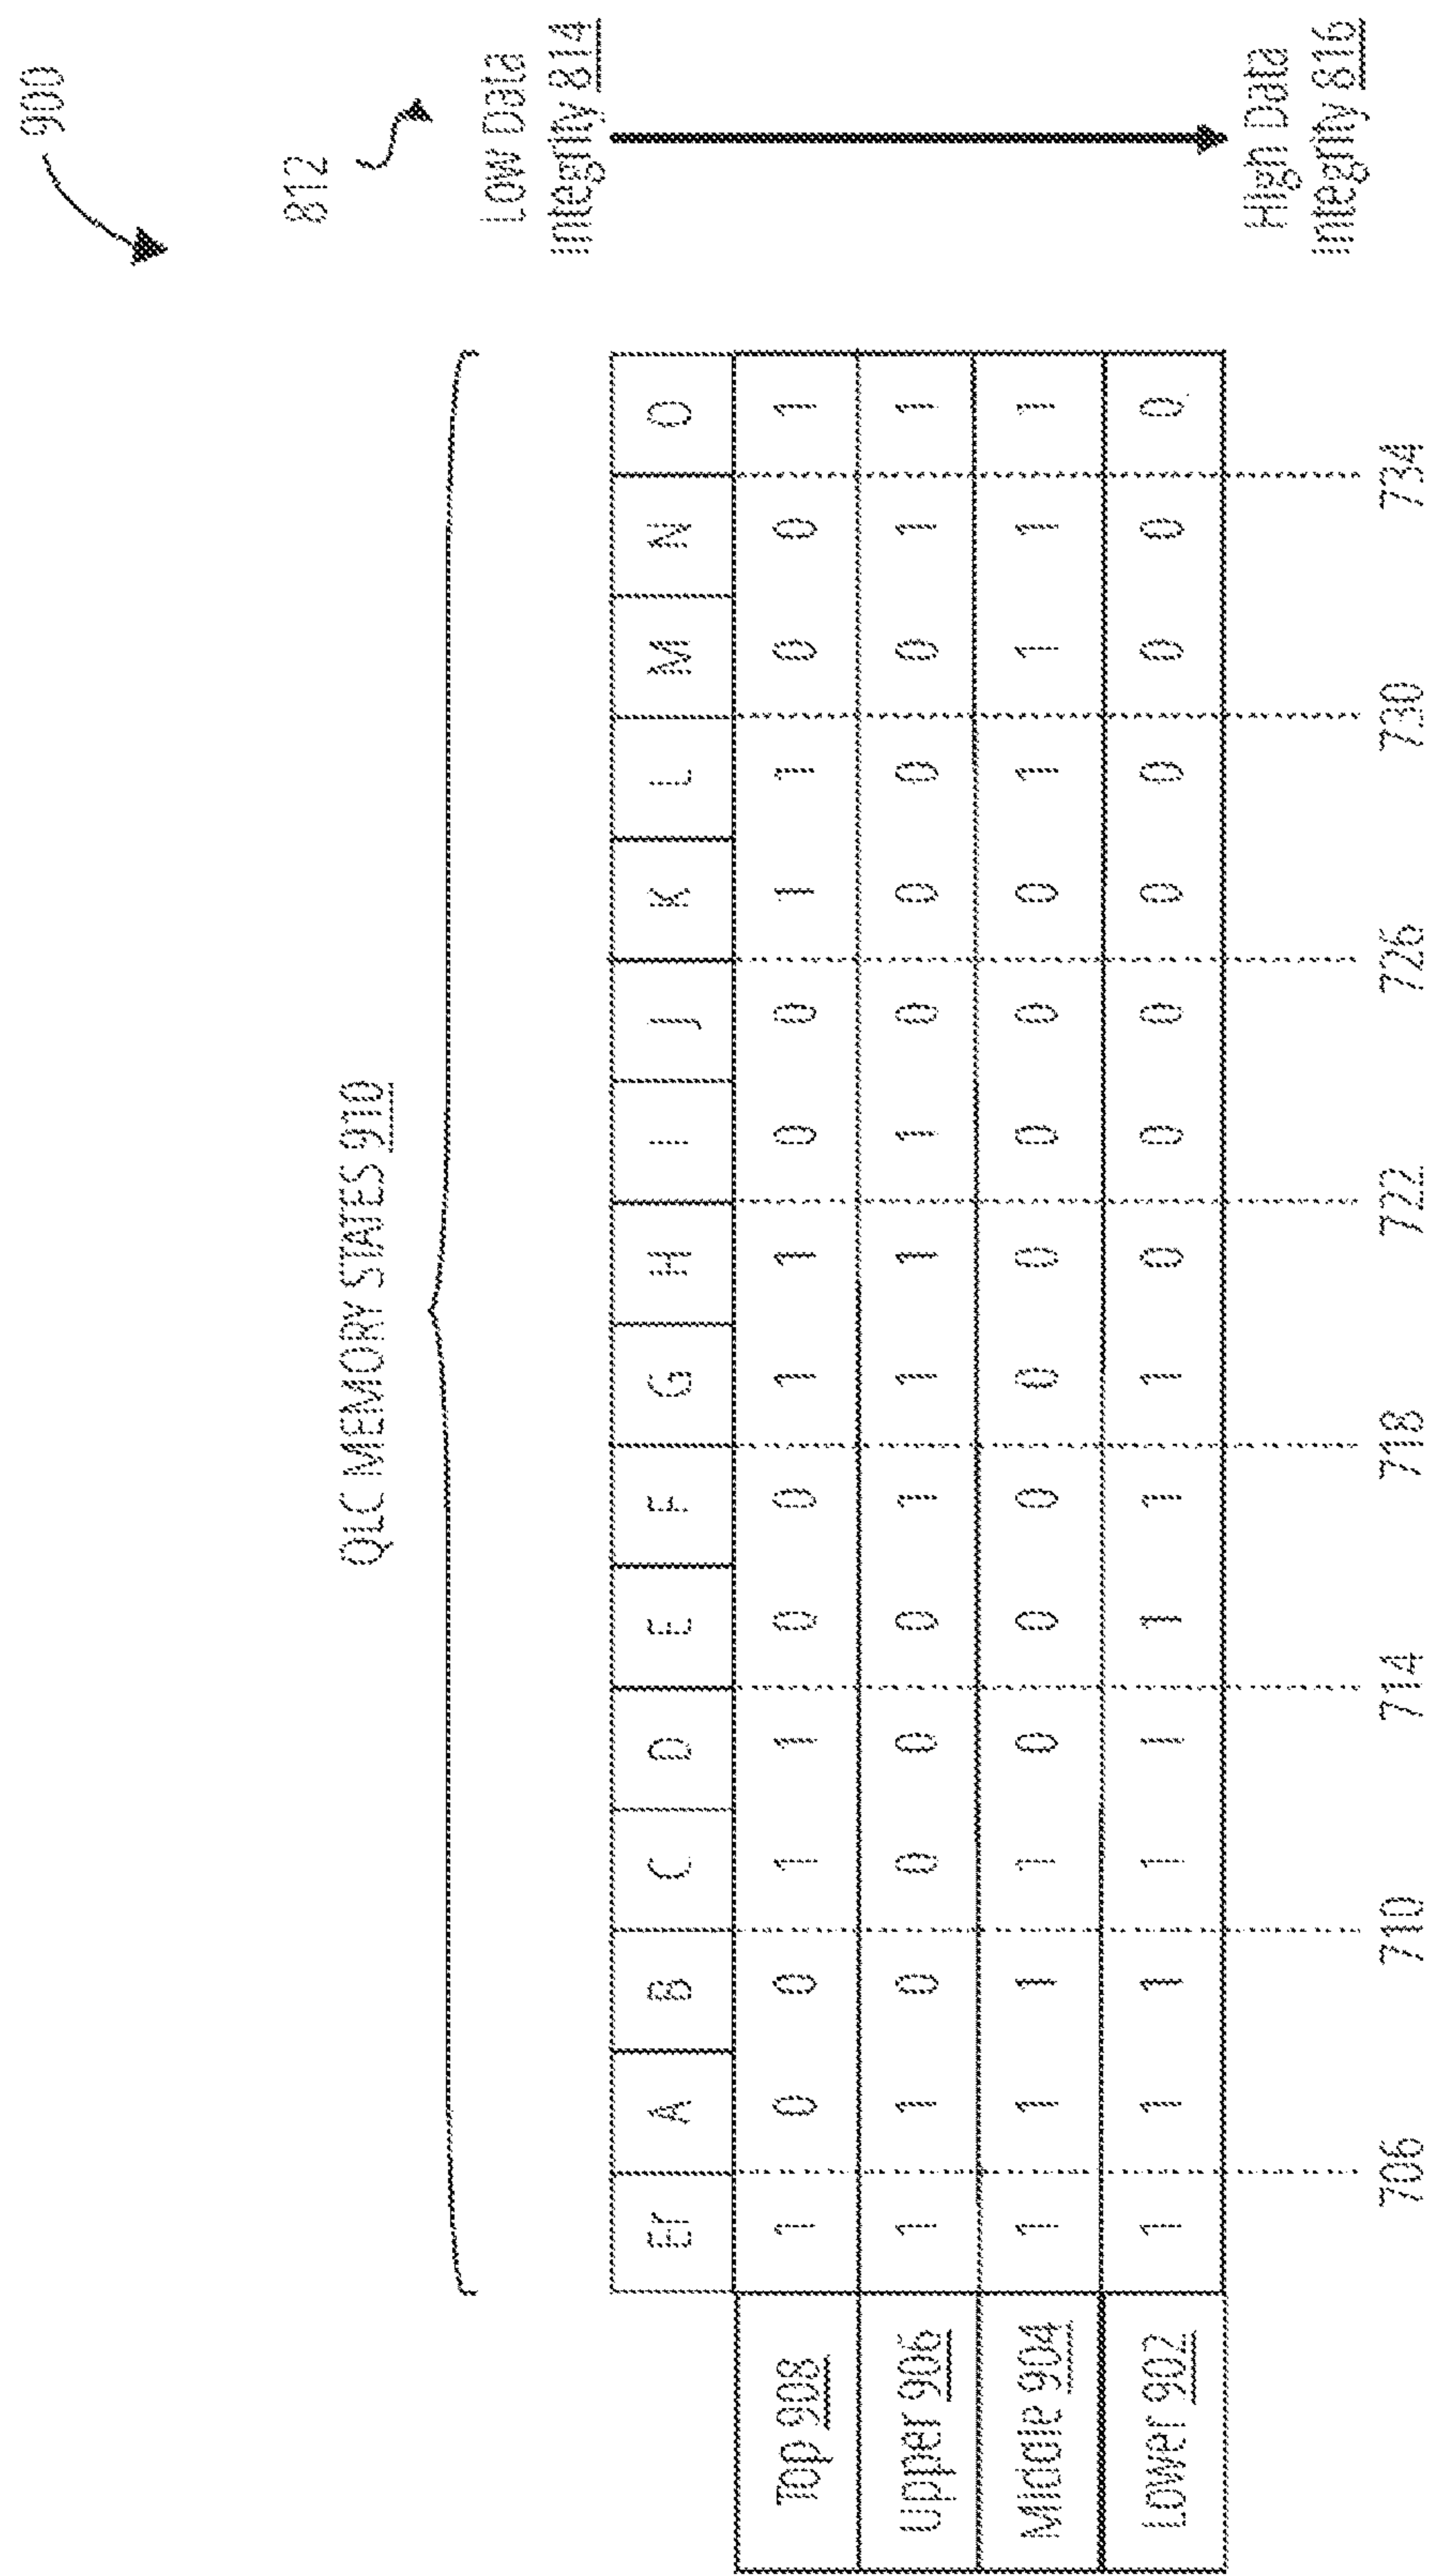 900
812
QLC MEMORY STATES 910
Low Data
Integrity 814
Er A B C D E F G H I J K L M N O
Top 908 1 0 0 1 1 0 0 1 1 0 0 1 1 0 0 1
Upper 906 1 1 0 0 0 0 1 1 1 1 0 0 0 0 1 1
Middle 904 1 1 1 1 0 0 0 0 0 0 0 0 1 1 1 1
Lower 902 1 1 1 1 1 1 1 1 0 0 0 0 0 0 0 0
High Data
Integrity 816
706 710 714 718 722 726 730 734